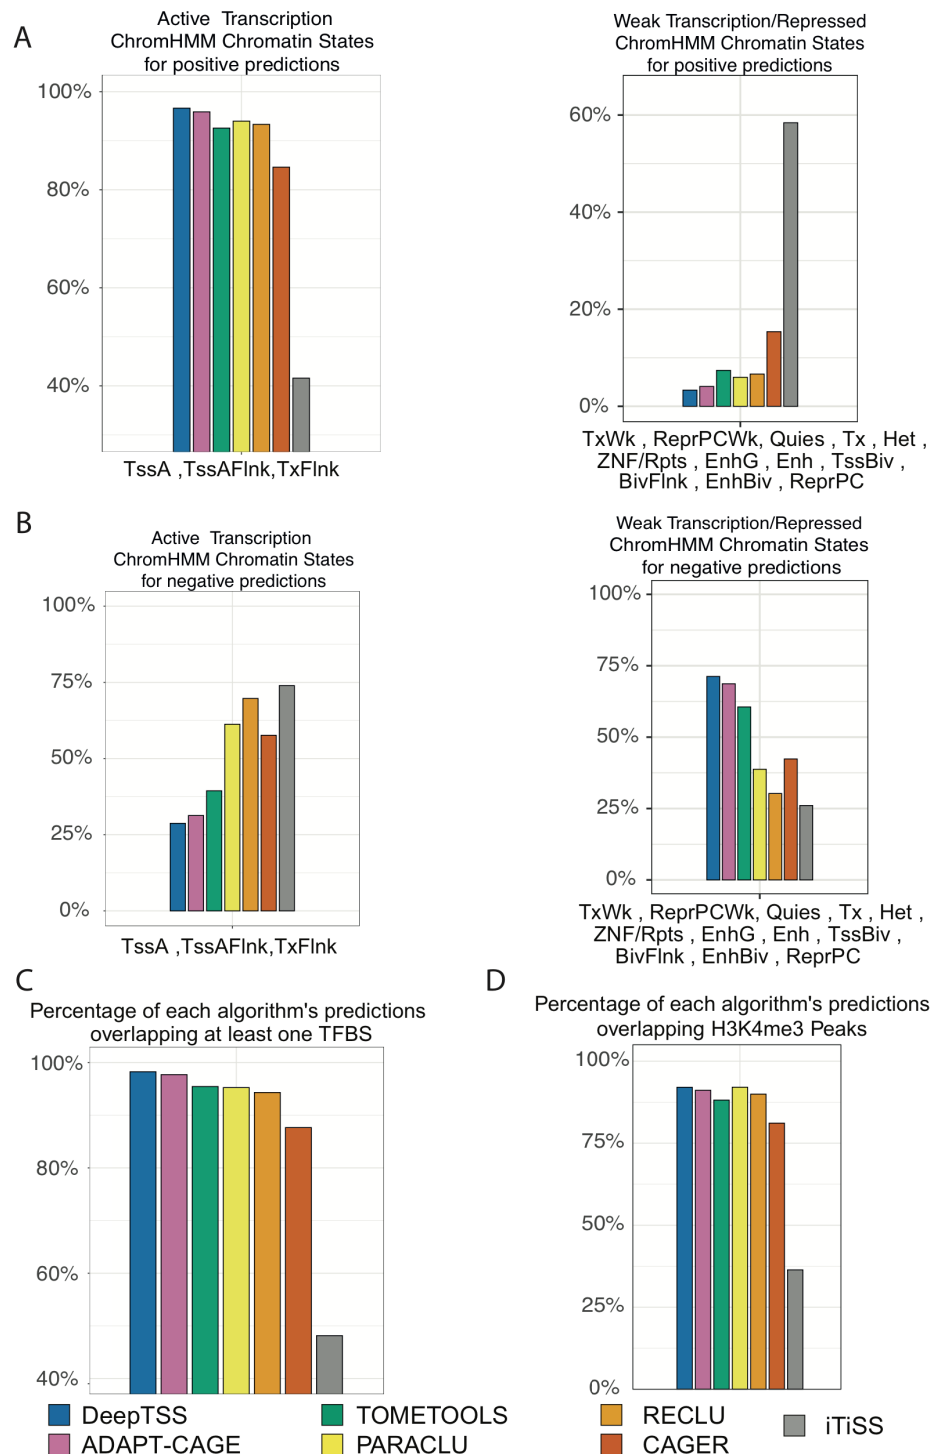 A
Active Transcription
ChromHMM Chromatin States
for positive predictions
100%
80%
60%
40%
TssA ,TssAFlnk,TxFlnk
Weak Transcription/Repressed
ChromHMM Chromatin States
for positive predictions
60%
40%
20%
0%
TxWk , ReprPCWk, Quies , Tx , Het ,
ZNF/Rpts , EnhG , Enh , TssBiv ,
BivFlnk , EnhBiv , ReprPC
B
Active Transcription
ChromHMM Chromatin States
for negative predictions
100%
75%
50%
25%
0%
TssA ,TssAFlnk,TxFlnk
Weak Transcription/Repressed
ChromHMM Chromatin States
for negative predictions
100%
75%
50%
25%
0%
TxWk , ReprPCWk, Quies , Tx , Het ,
ZNF/Rpts , EnhG , Enh , TssBiv ,
BivFlnk , EnhBiv , ReprPC
C
Percentage of each algorithm's predictions
overlapping at least one TFBS
100%
80%
60%
40%
D
Percentage of each algorithm's predictions
overlapping H3K4me3 Peaks
100%
75%
50%
25%
0%
DeepTSS
ADAPT-CAGE
TOMETOOLS
PARACLU
RECLU
CAGER
iTiSS